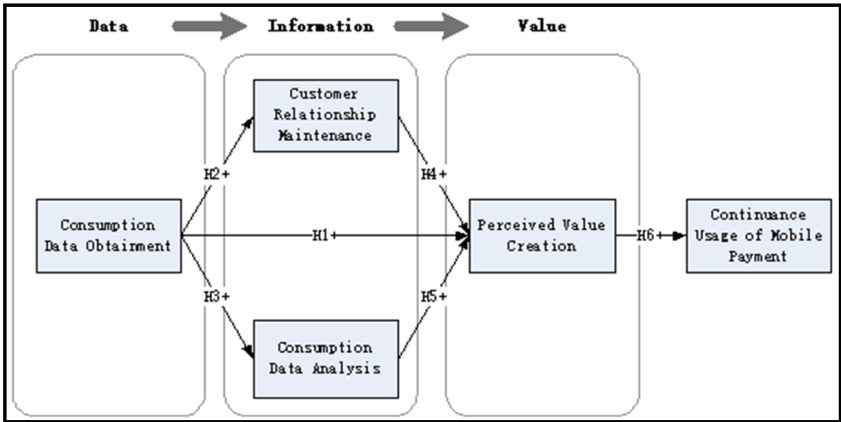 Data
Information
Value
Customer
Relationship
Maintenance
H2+
H4+
Consumption
Data Obtainment
H1+
Perceived Value
Creation
H6+
Continuance
Usage of Mobile
Payment
H3+
H5+
Consumption
Data Analysis